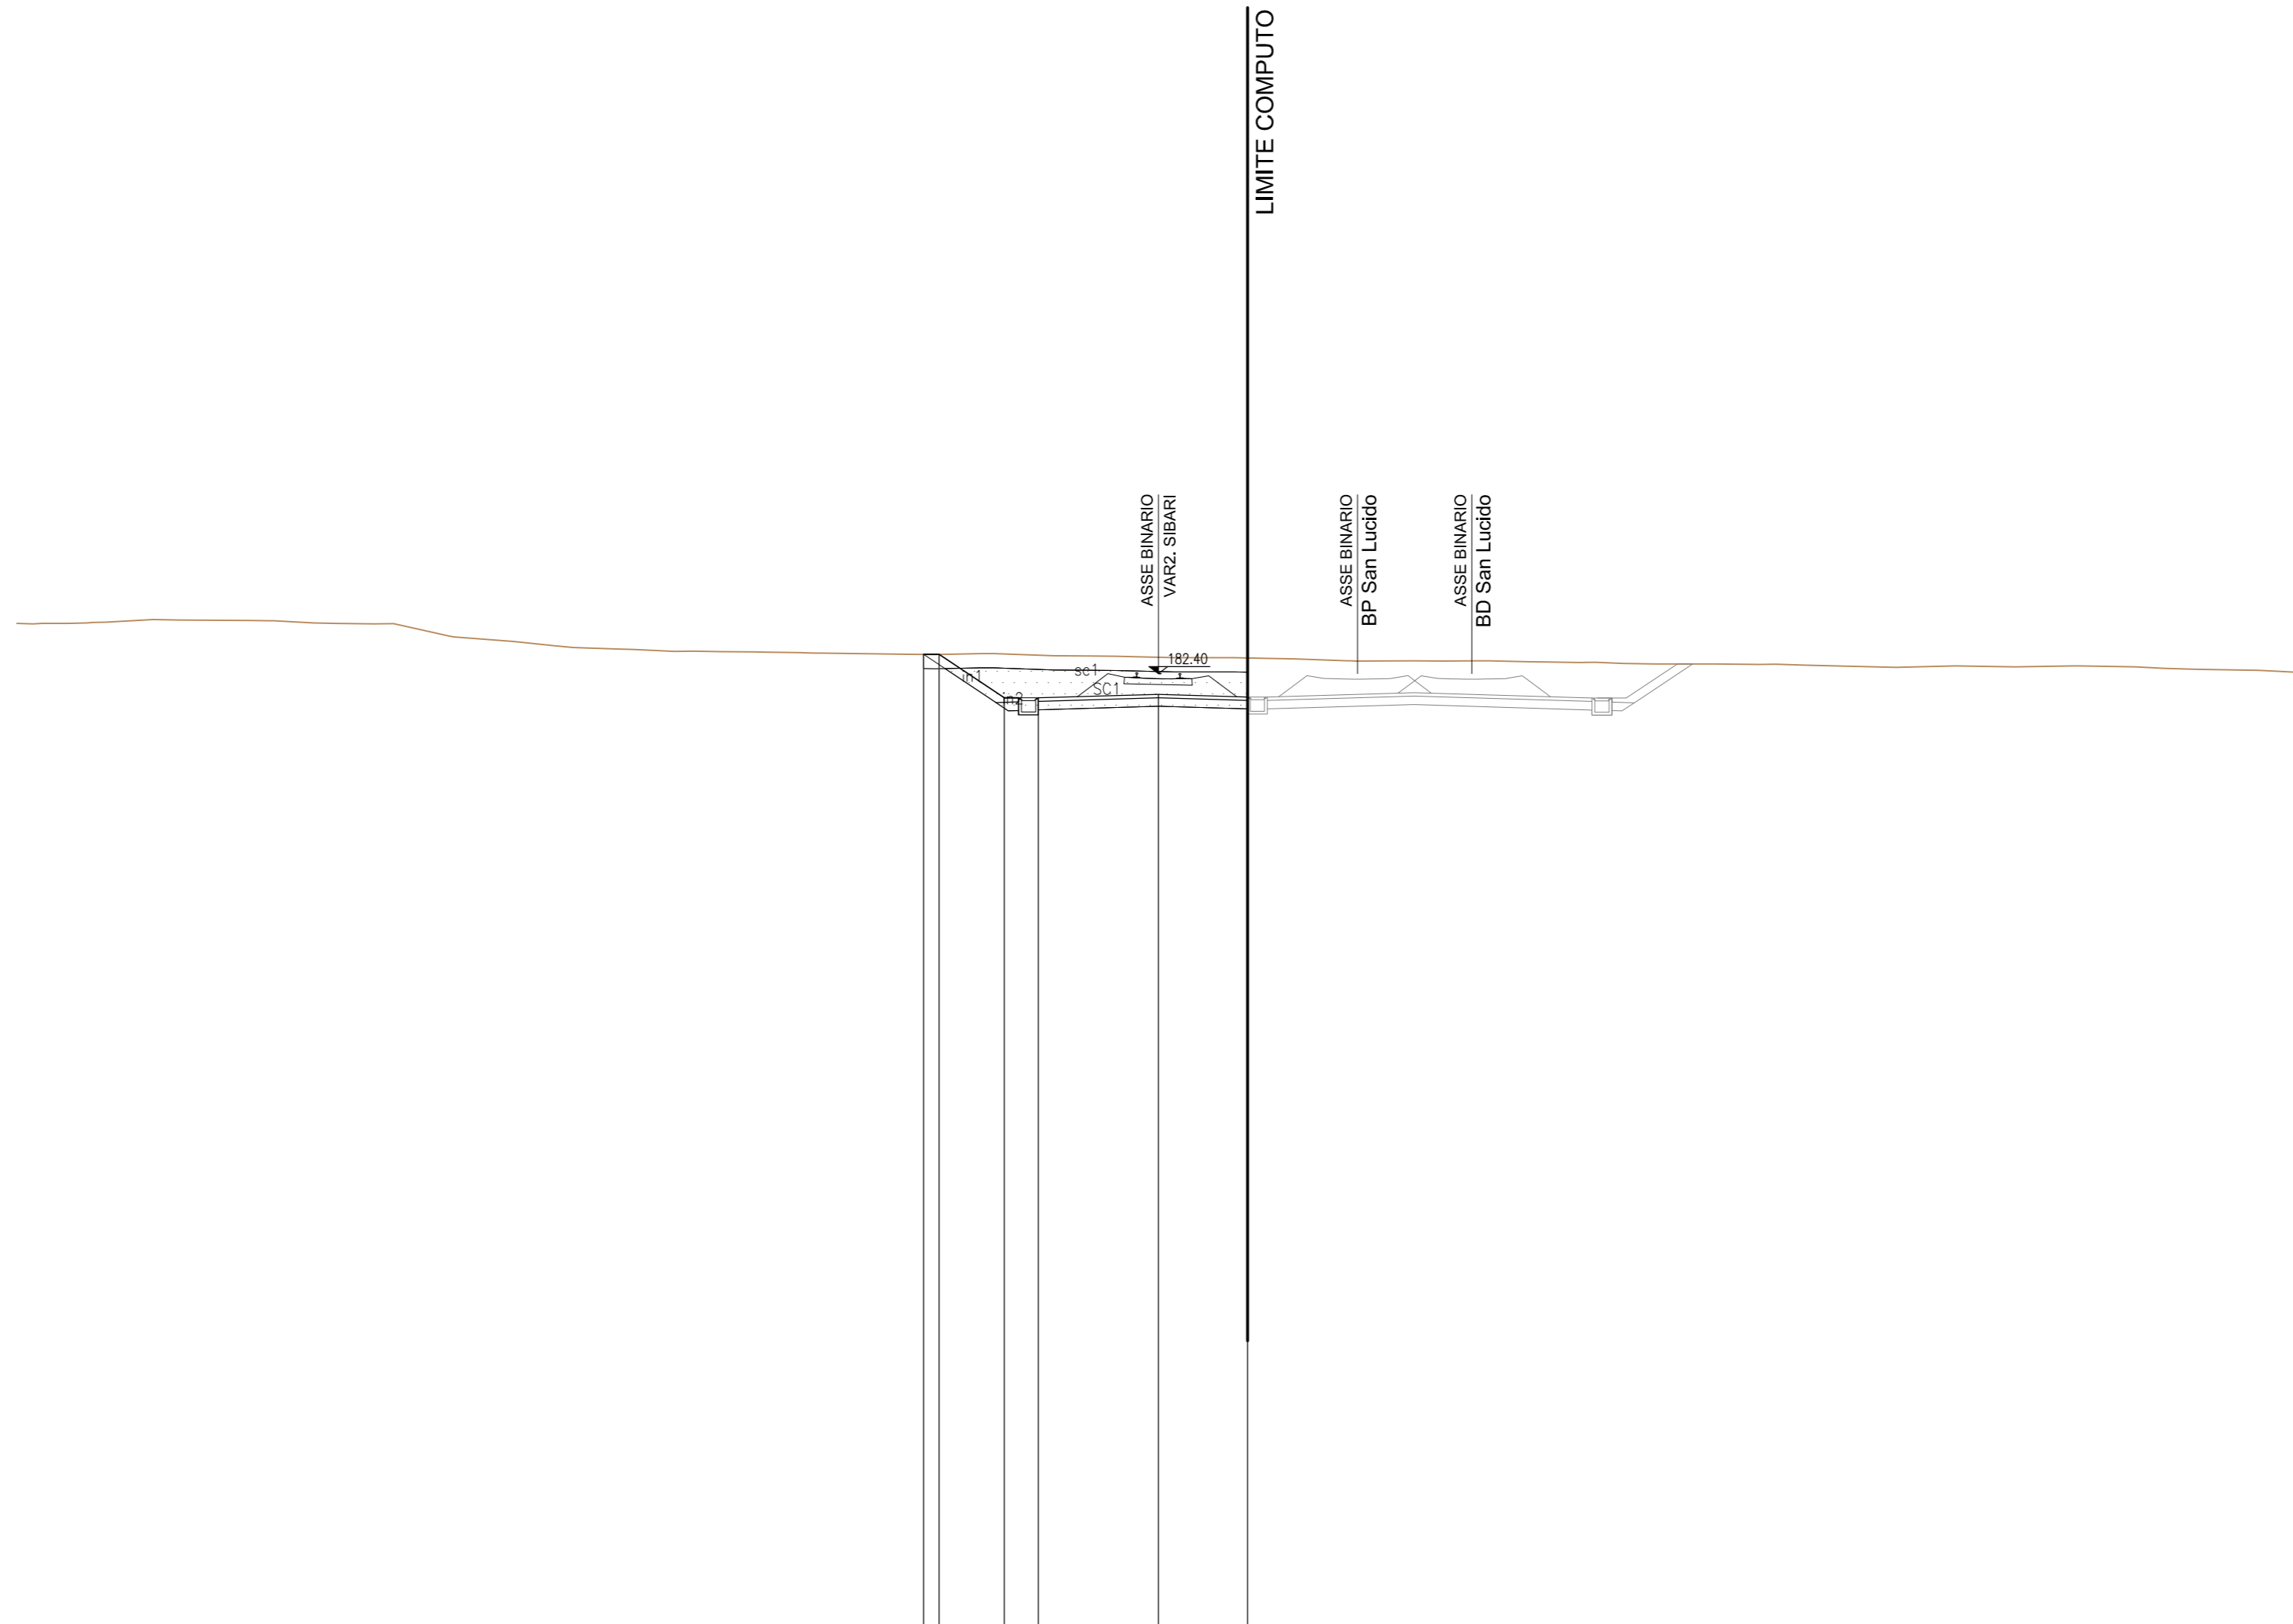 LIMITE COMPUTO
ASSE BINARIO
VAR2. SIBARI
ASSE BINARIO
BP San Lucido
ASSE BINARIO
BD San Lucido
182.40
sc1
in1
SC1
in2